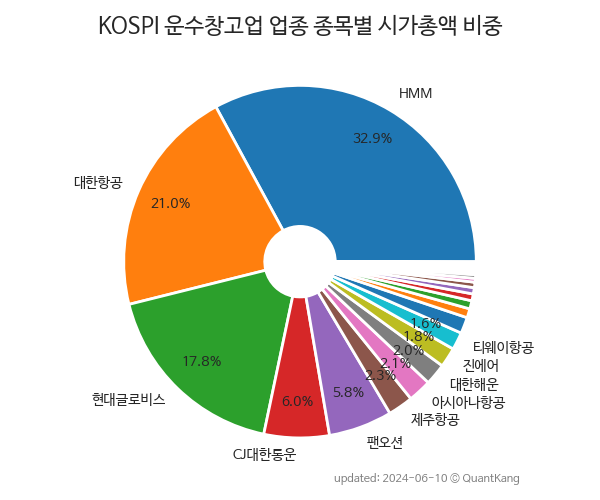 KOSPI 운수창고업 업종 종목별 시가총액 비중
HMM
32.9%
대한항공
21.0%
현대글로비스
17.8%
CJ대한통운
6.0%
팬오션
5.8%
제주항공
2.3%
아시아나항공
2.1%
대한해운
2.0%
진에어
1.8%
티웨이항공
1.6%
updated: 2024-06-10 ⓒ QuantKang